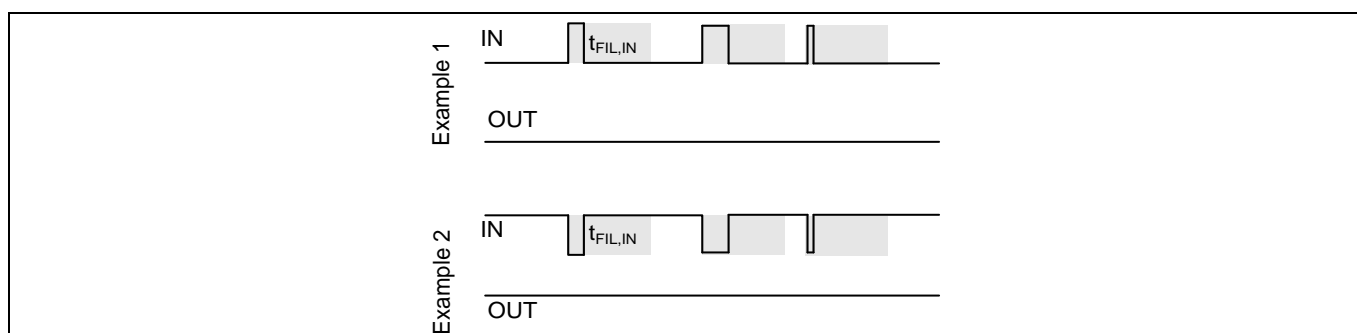 Example 1
IN
tFIL,IN
OUT
Example 2
IN
tFIL,IN
OUT